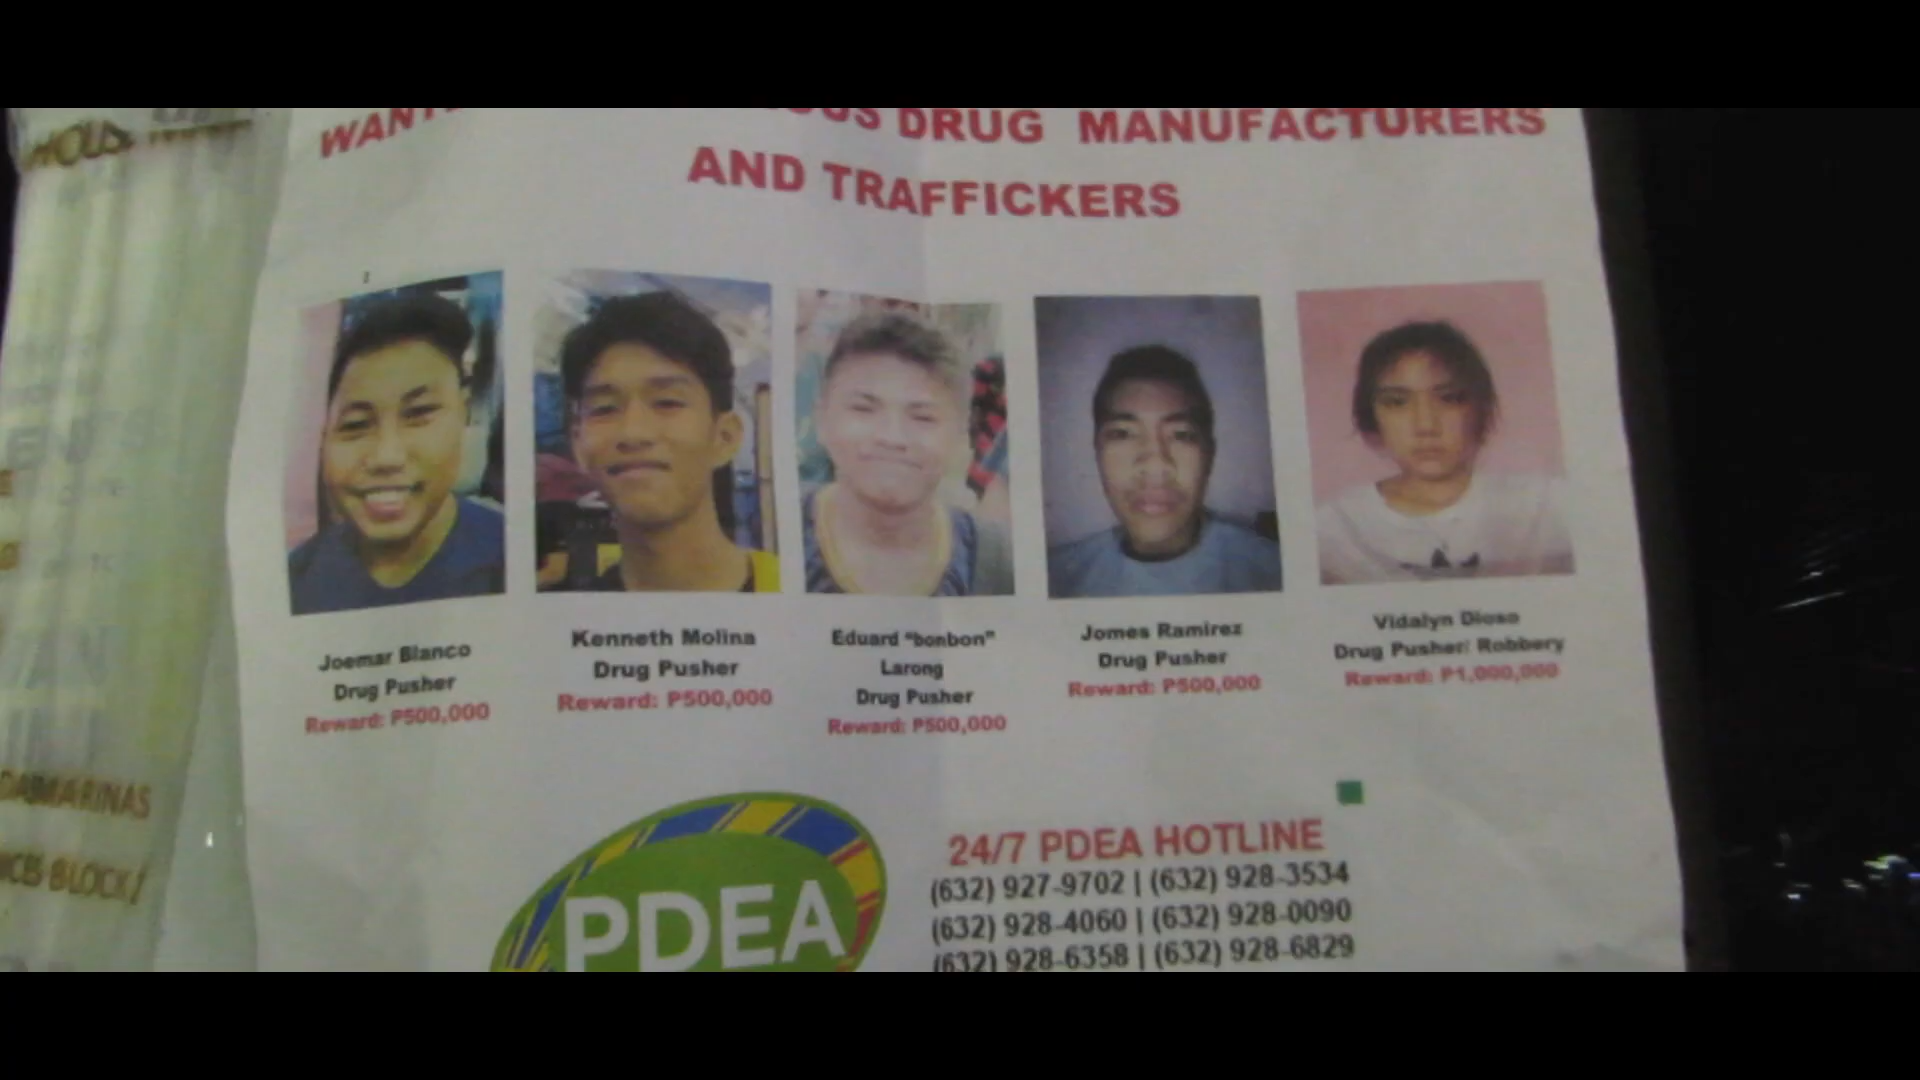 DRUG MANUFACTURERS
AND TRAFFICKERS
Joemar Blanco
Drug Pusher
Reward: P500,000
Kenneth Molina
Drug Pusher
Reward: P500,000
Eduard "bonbon"
Larong
Drug Pusher
Reward: P500,000
Jomes Ramirez
Drug Pusher
Reward: P500,000
Vidalyn Dioso
Drug Pusher/ Robbery
Reward: P1,000,000
PDEA
24/7 PDEA HOTLINE
(632) 927-9702 | (632) 928-3534
(632) 928-4060 | (632) 928-0090
(632) 928-6358 | (632) 928-6829